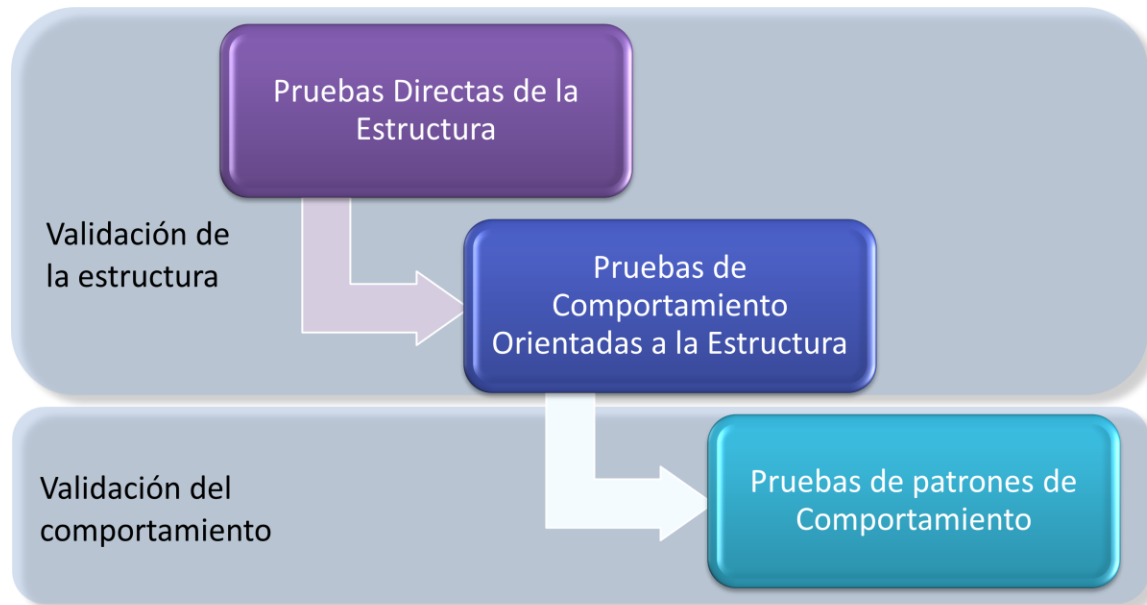 Pruebas Directas de la
Estructura
Validación de
la estructura
Pruebas de
Comportamiento
Orientadas a la Estructura
Validación del
comportamiento
Pruebas de patrones de
Comportamiento